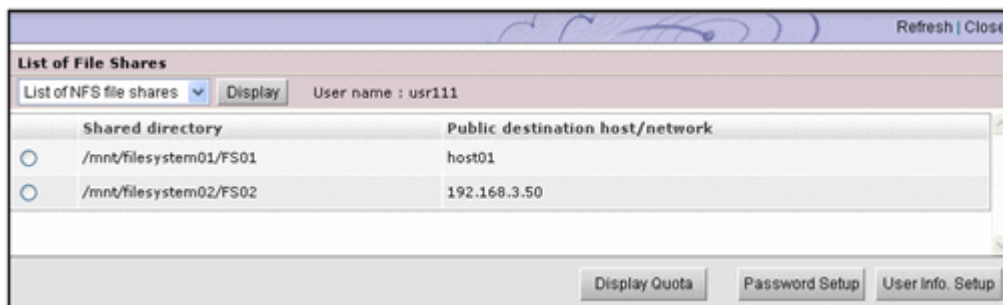 Refresh | Close
List of File Shares
List of NFS file shares Display User name : usr111
Shared directory Public destination host/network
/mnt/filesystem01/FS01 host01
/mnt/filesystem02/FS02 192.168.3.50
Display Quota Password Setup User Info. Setup